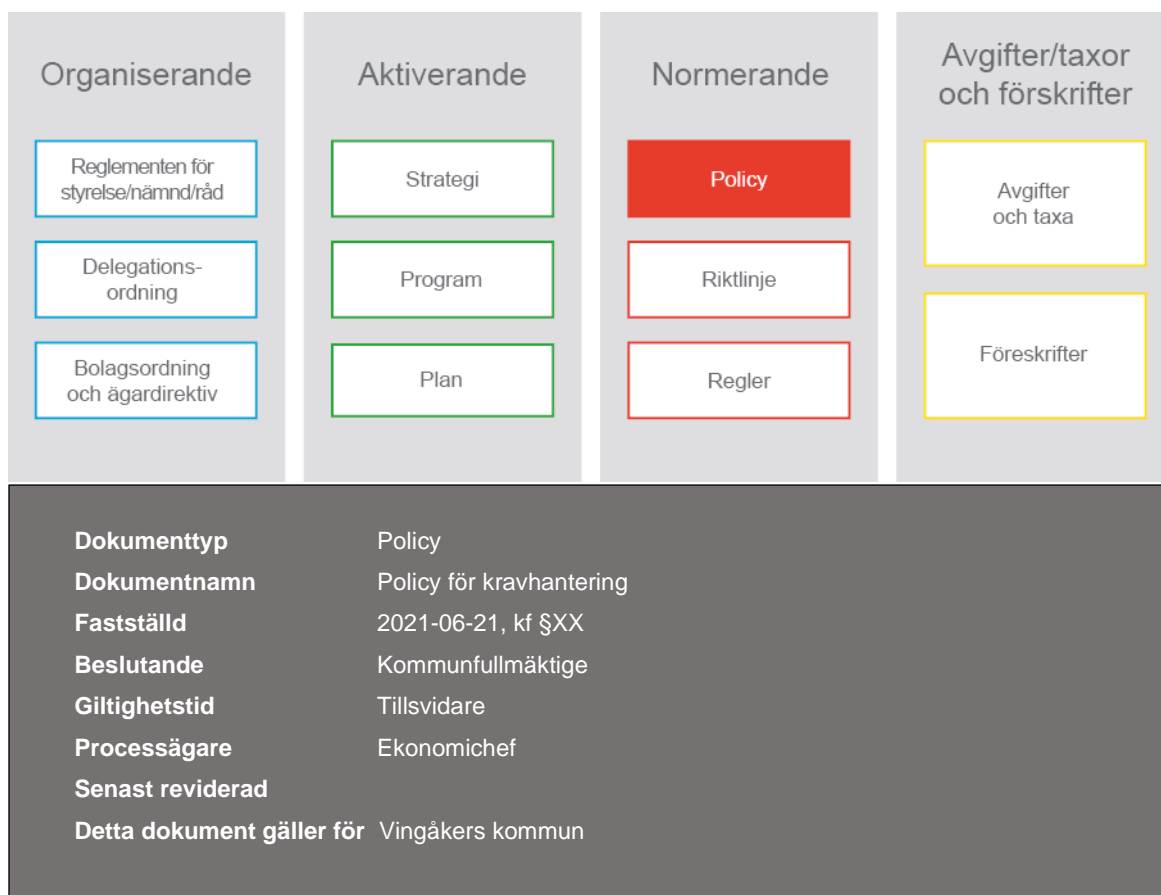 Organiserande
Reglementen för
styrelse/nämnd/råd
Delegations-
ordning
Bolagsordning
och ägardirektiv
Aktiverande
Strategi
Program
Plan
Normerande
Policy
Riktlinje
Regler
Avgifter/taxor
och förskrifter
Avgifter
och taxa
Föreskrifter
Dokumenttyp Policy
Dokumentnamn Policy för kravhantering
Fastställd 2021-06-21, kf §XX
Beslutande Kommunfullmäktige
Giltighetstid Tillsvidare
Processägare Ekonomichef
Senast reviderad
Detta dokument gäller för Vingåkers kommun